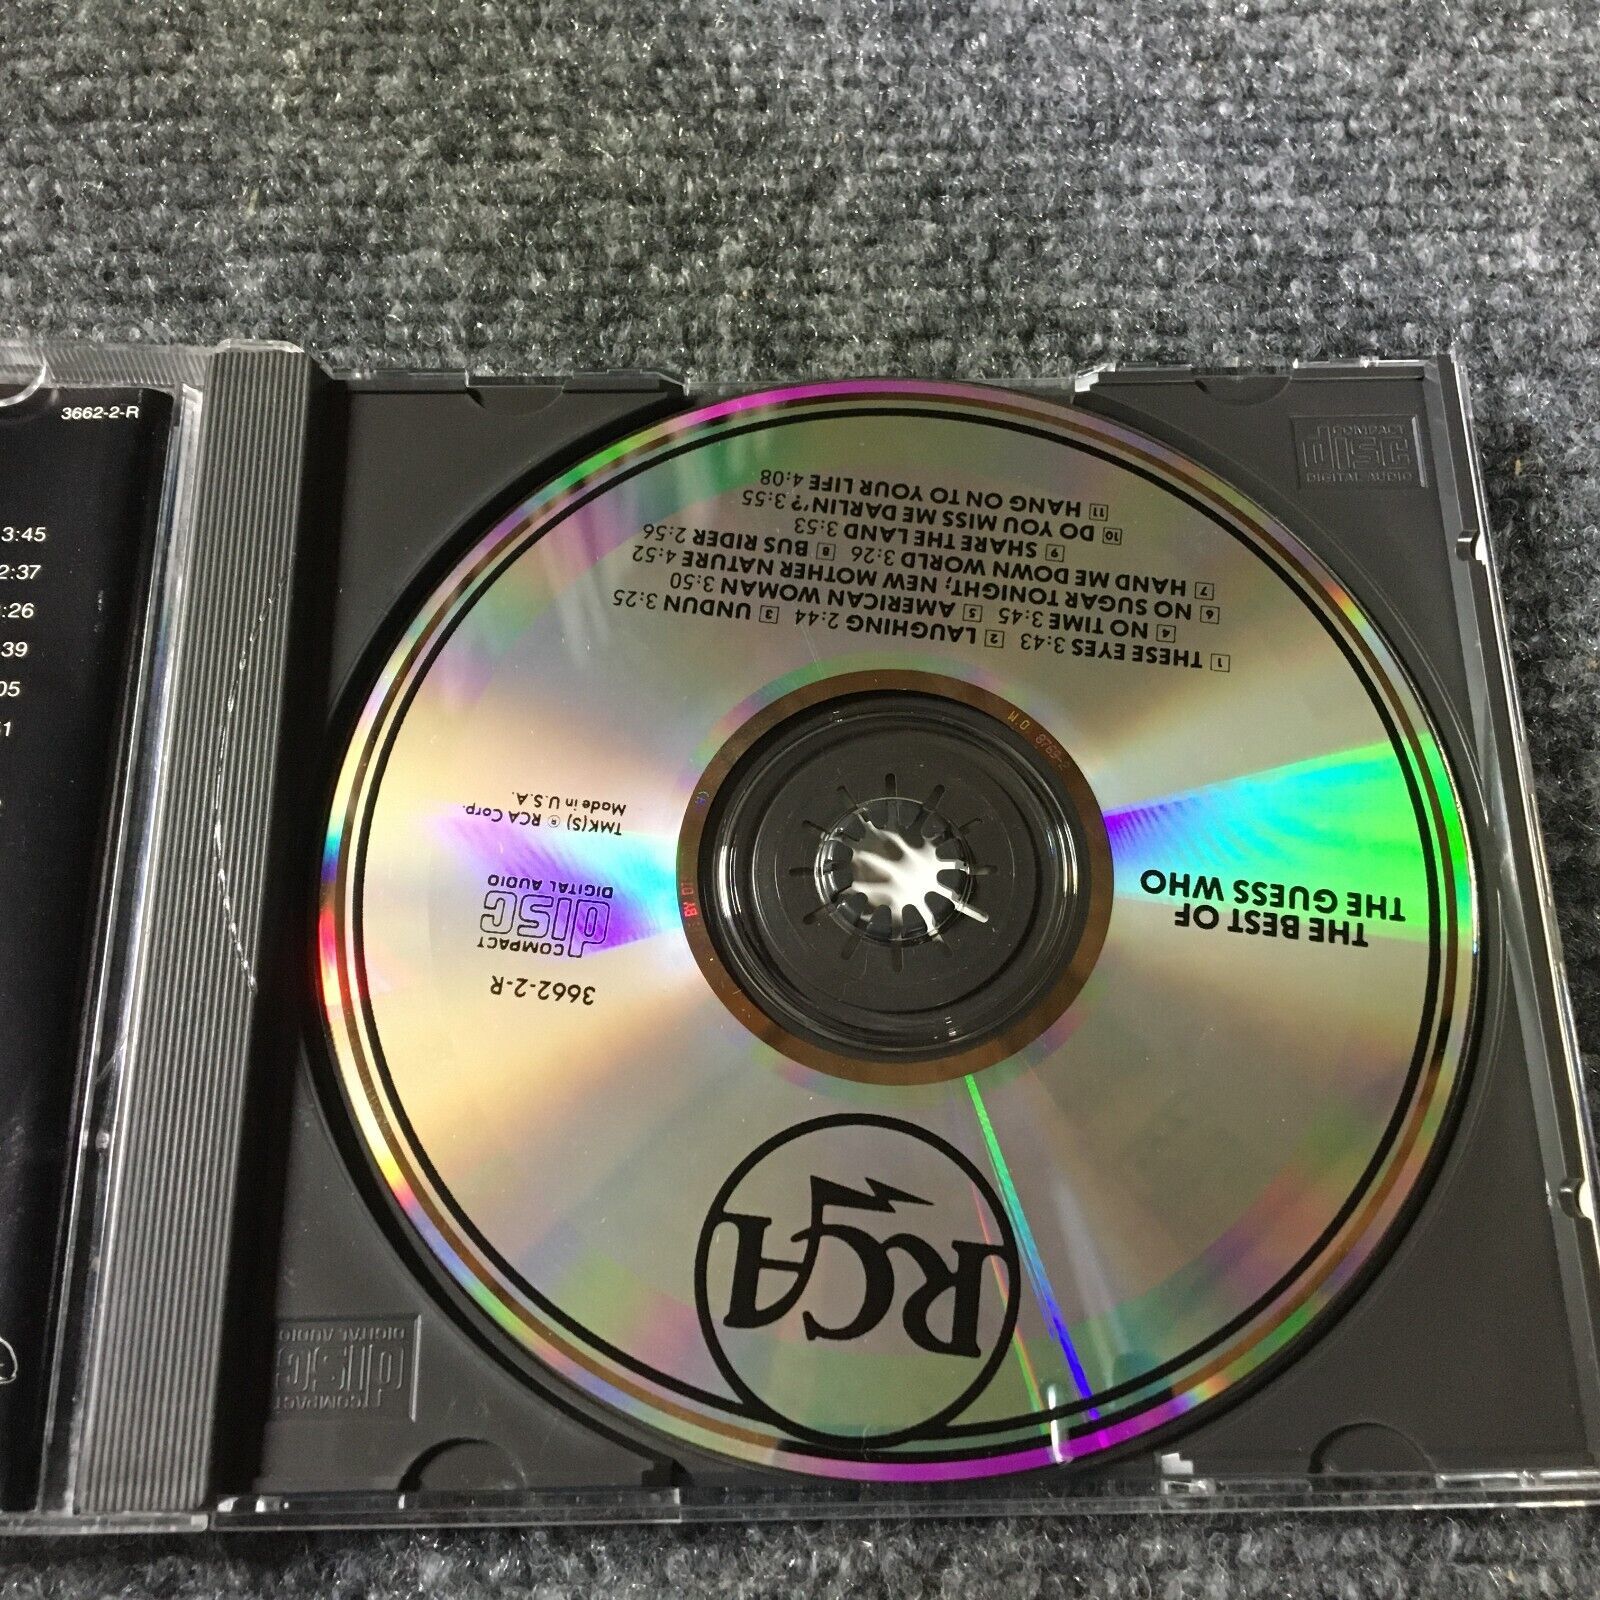 3662-2-R
3:45
2:37
:26
39
05
51
COMPACT
disc
DIGITAL AUDIO
1 THESE EYES 3:43 2 LAUGHING 2:44 3 UNDUN 3:25
4 NO TIME 3:45 5 AMERICAN WOMAN 3:50
6 NO SUGAR TONIGHT; NEW MOTHER NATURE 4:52
7 HAND ME DOWN WORLD 3:26 8 BUS RIDER 2:56
9 SHARE THE LAND 3:53
10 DO YOU MISS ME DARLIN'? 3:55
11 HANG ON TO YOUR LIFE 4:08
THE BEST OF
THE GUESS WHO
3662-2-R
COMPACT
disc
DIGITAL AUDIO
TMK(S) ® RCA Corp.
Made in U.S.A.
RCA
COMPACT
disc
DIGITAL AUDIO